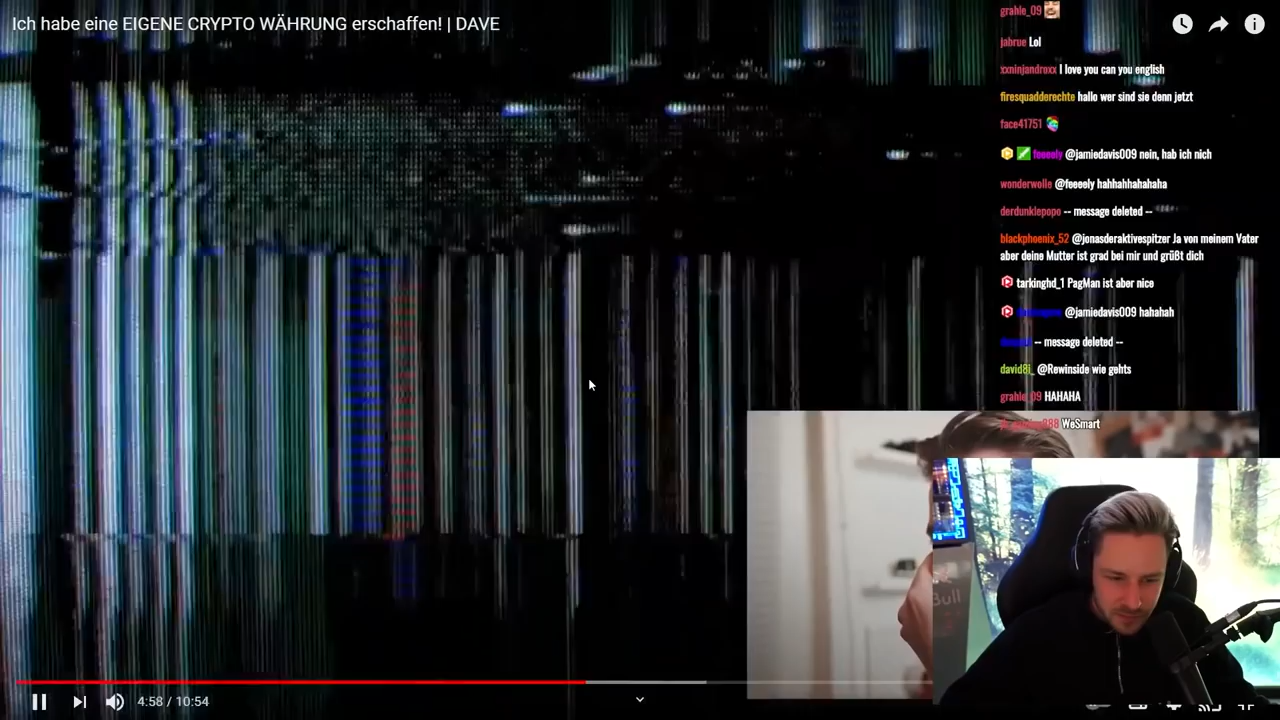 Ich habe eine EIGENE CRYPTO WÄHRUNG erschaffen! | DAVE
grahle_09
jabrue Lol
xxninjandroxx I love you can you english
firesquadderechte hallo wer sind sie denn jetzt
face41751
feeeely @jamiedavis009 nein, hab ich nich
wonderwolle @feeeely hahhahhahahaha
derdunklepopo -- message deleted --
blackphoenix_52 @jonasderaktivespitzer Ja von meinem Vater
aber deine Mutter ist grad bei mir und grüßt dich
tarkinghd_1 PagMan ist aber nice
@jamiedavis009 hahahah
-- message deleted --
david8i_ @Rewinside wie gehts
grahle_09 HAHAHA
WeSmart
Bull
4:58 / 10:54